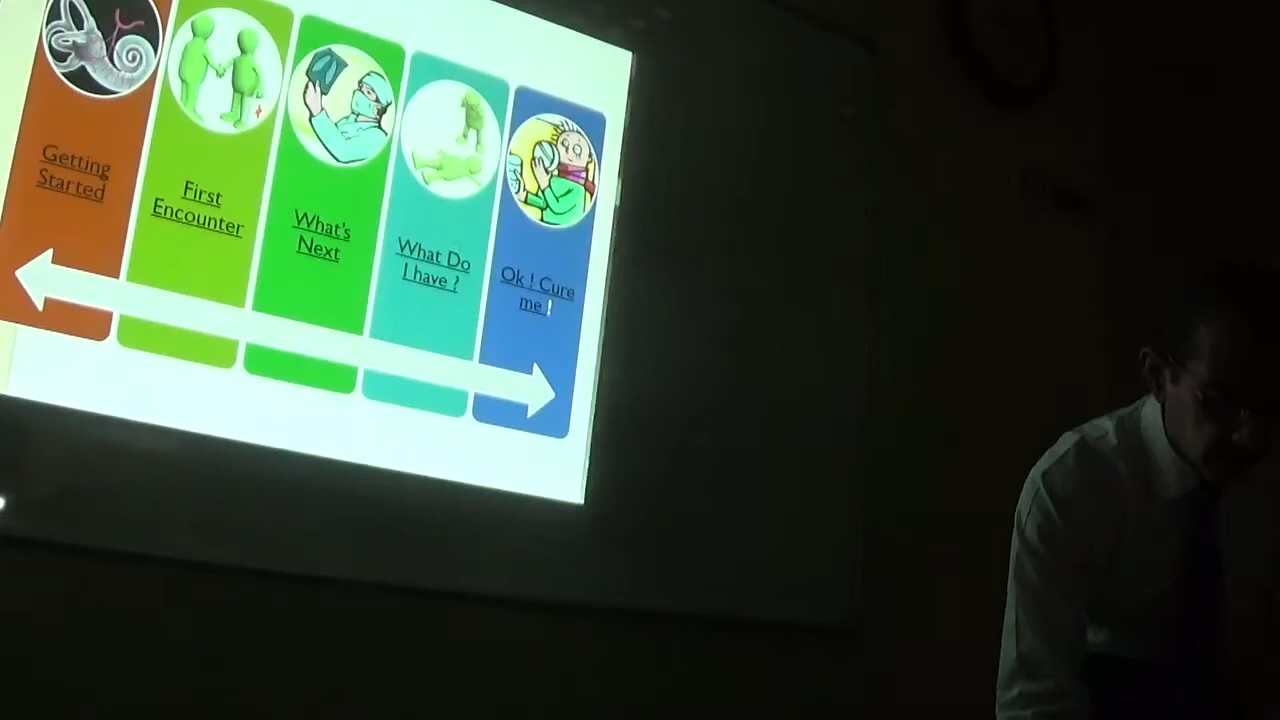 Getting
Started
First
Encounter
What's
Next
What Do
I have ?
Ok ! Cure
me !